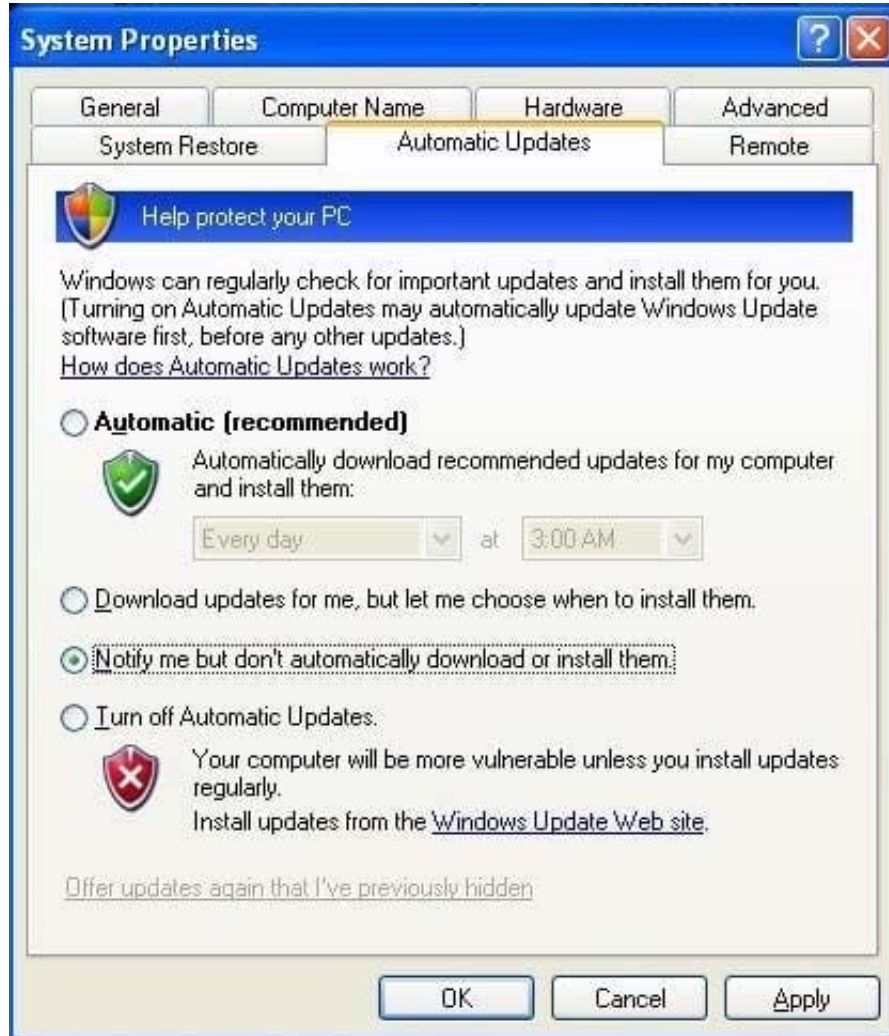 System Properties
General Computer Name Hardware Advanced
System Restore Automatic Updates Remote
Help protect your PC
Windows can regularly check for important updates and install them for you.
(Turning on Automatic Updates may automatically update Windows Update
software first, before any other updates.)
How does Automatic Updates work?
Automatic (recommended)
Automatically download recommended updates for my computer
and install them:
Every day at 3:00 AM
Download updates for me, but let me choose when to install them.
Notify me but don't automatically download or install them.
Turn off Automatic Updates.
Your computer will be more vulnerable unless you install updates
regularly.
Install updates from the Windows Update Web site.
Offer updates again that I've previously hidden
OK Cancel Apply